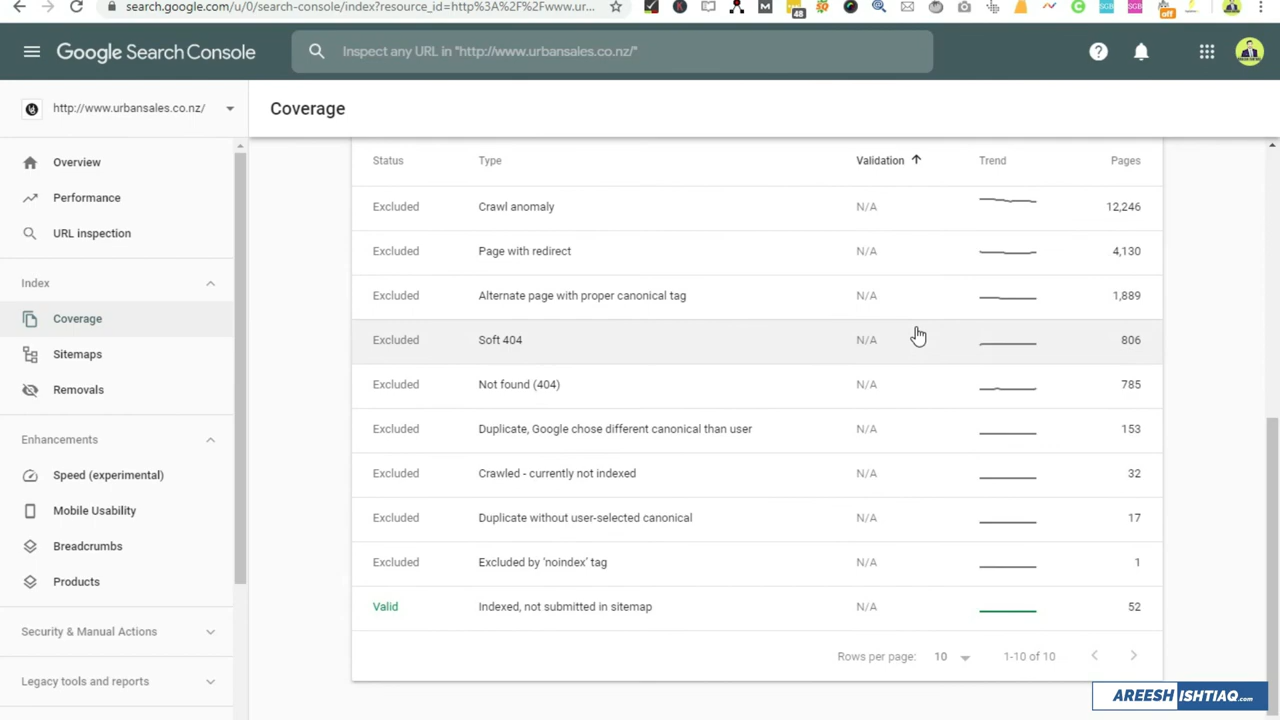 search.google.com/u/0/search-console/index?resource_id=http%3A%2F%2Fwww.ur...
48
M
C
SGB
SGB
off
Google Search Console
Inspect any URL in "http://www.urbansales.co.nz/"
http://www.urbansales.co.nz/
Coverage
Overview
Performance
URL inspection
Index
Coverage
Sitemaps
Removals
Enhancements
Speed (experimental)
Mobile Usability
Breadcrumbs
Products
Security & Manual Actions
Legacy tools and reports
Status Type Validation Trend Pages
Excluded Crawl anomaly N/A 12,246
Excluded Page with redirect N/A 4,130
Excluded Alternate page with proper canonical tag N/A 1,889
Excluded Soft 404 N/A 806
Excluded Not found (404) N/A 785
Excluded Duplicate, Google chose different canonical than user N/A 153
Excluded Crawled - currently not indexed N/A 32
Excluded Duplicate without user-selected canonical N/A 17
Excluded Excluded by 'noindex' tag N/A 1
Valid Indexed, not submitted in sitemap N/A 52
Rows per page: 10 1-10 of 10
AREESHISHTIAQ.com